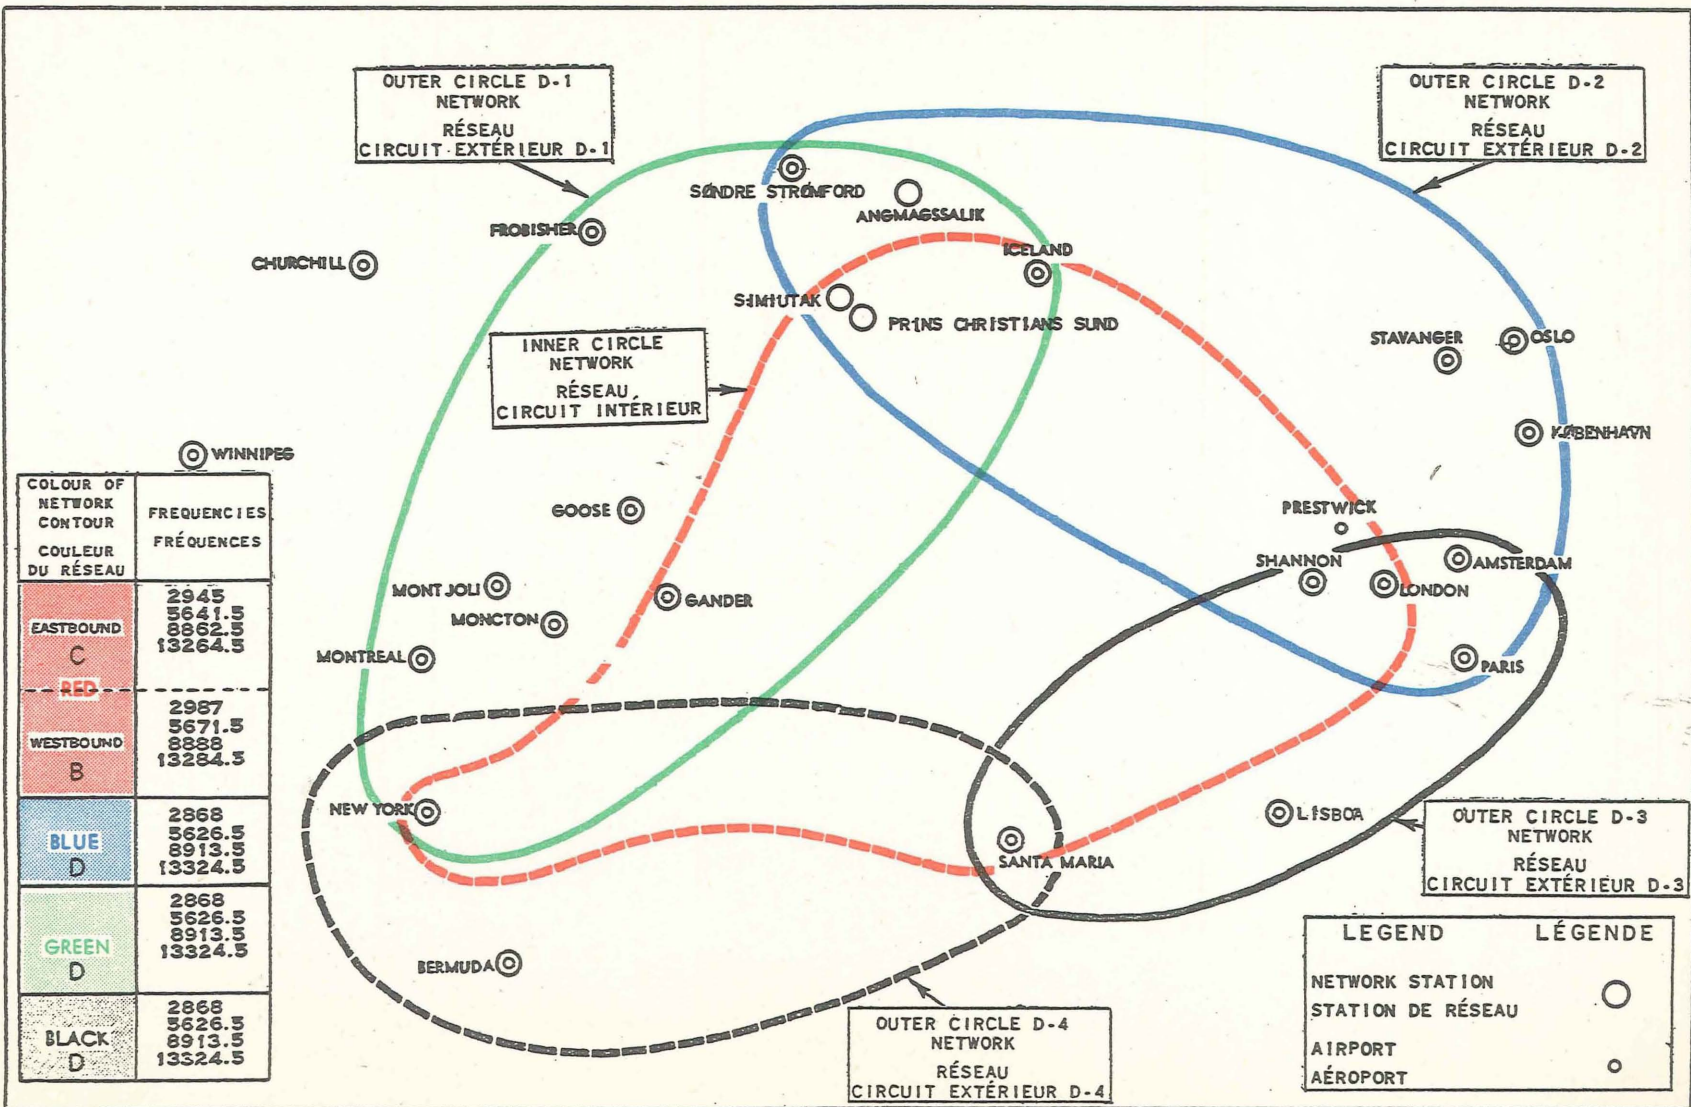 OUTER CIRCLE D-1
NETWORK
RÉSEAU
CIRCUIT EXTÉRIEUR D-1
OUTER CIRCLE D-2
NETWORK
RÉSEAU
CIRCUIT EXTÉRIEUR D-2
SØNDRE STRØMFORD
ANGMAGSSALIK
FROBISHER
ICELAND
CHURCHILL
SIMIUTAK
PRINS CHRISTIANS SUND
INNER CIRCLE
NETWORK
RÉSEAU
CIRCUIT INTÉRIEUR
STAVANGER
OSLO
KØBENHAVN
WINNIPEG
GOOSE
PRESTWICK
SHANNON
AMSTERDAM
LONDON
MONT JOLI
GANDER
MONCTON
MONTREAL
PARIS
NEW YORK
LISBOA
SANTA MARIA
BERMUDA
OUTER CIRCLE D-3
NETWORK
RÉSEAU
CIRCUIT EXTÉRIEUR D-3
OUTER CIRCLE D-4
NETWORK
RÉSEAU
CIRCUIT EXTÉRIEUR D-4
COLOUR OF
NETWORK
CONTOUR
COULEUR
DU RÉSEAU
FREQUENCIES
FRÉQUENCES
EASTBOUND
C
2945
5641.5
8862.5
13264.5
RED
WESTBOUND
B
2987
5671.5
8888
13284.5
BLUE
D
2868
5626.5
8913.5
13324.5
GREEN
D
2868
5626.5
8913.5
13324.5
BLACK
D
2868
5626.5
8913.5
13324.5
LEGEND LÉGENDE
NETWORK STATION
STATION DE RÉSEAU
AIRPORT
AÉROPORT